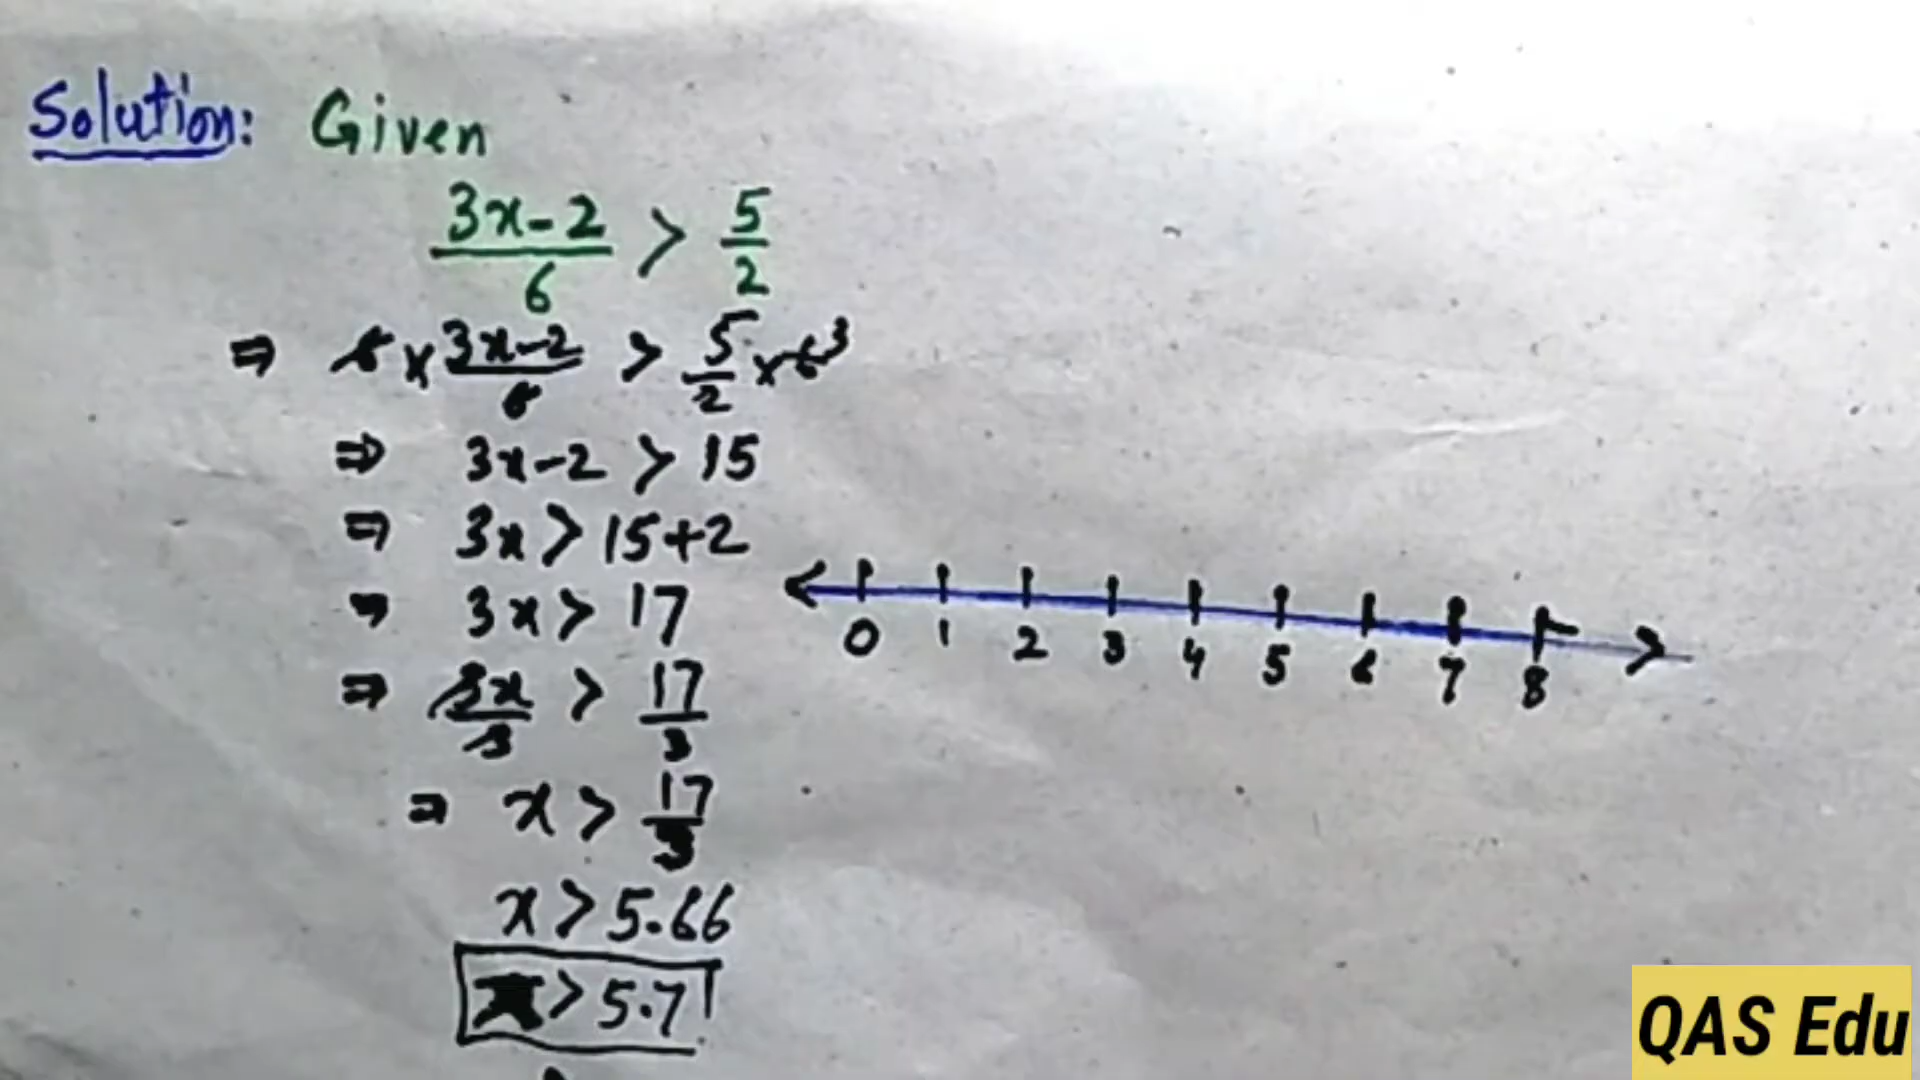 Solution: Given
3x-2/6 > 5/2
⇒ 6 × 3x-2/6 > 5/2 × 6 3
⇒ 3x-2 > 15
⇒ 3x > 15+2
⇒ 3x > 17
⇒ 3x/3 > 17/3
⇒ x > 17/3
x > 5.66
x > 5.7
0 1 2 3 4 5 6 7 8
QAS Edu